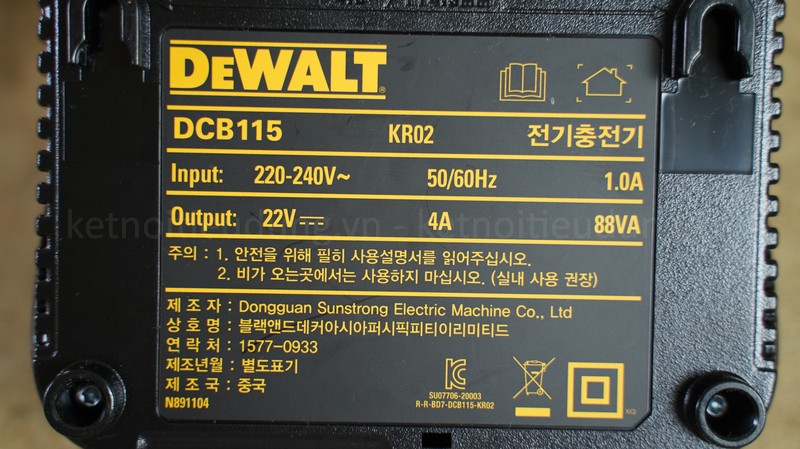 DEWALT®
DCB115 KR02 전기충전기
Input: 220-240V~ 50/60Hz 1.0A
Output: 22V⎓ 4A 88VA
주의 : 1. 안전을 위해 필히 사용설명서를 읽어주십시오.
2. 비가 오는곳에서는 사용하지 마십시오. (실내 사용 권장)
제 조 자 : Dongguan Sunstrong Electric Machine Co., Ltd
상 호 명 : 블랙앤드데커아시아퍼시픽피티이리미티드
연 락 처 : 1577-0933
제조년월 : 별도표기
제 조 국 : 중국
N891104
SU07706-20003
R-R-BD7-DCB115-KR02
XQ
ketnoitieudung.vn - ketnoitieu